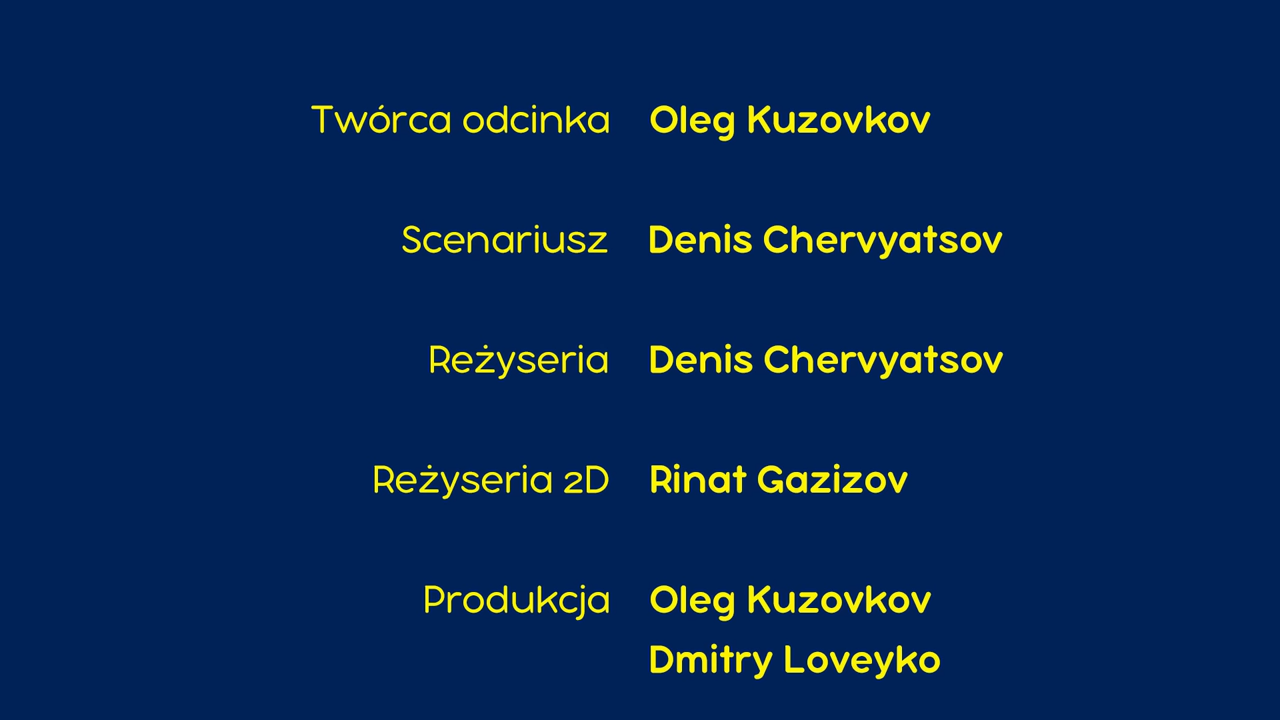 Twórca odcinka Oleg Kuzovkov
Scenariusz Denis Chervyatsov
Reżyseria Denis Chervyatsov
Reżyseria 2D Rinat Gazizov
Produkcja Oleg Kuzovkov
Dmitry Loveyko